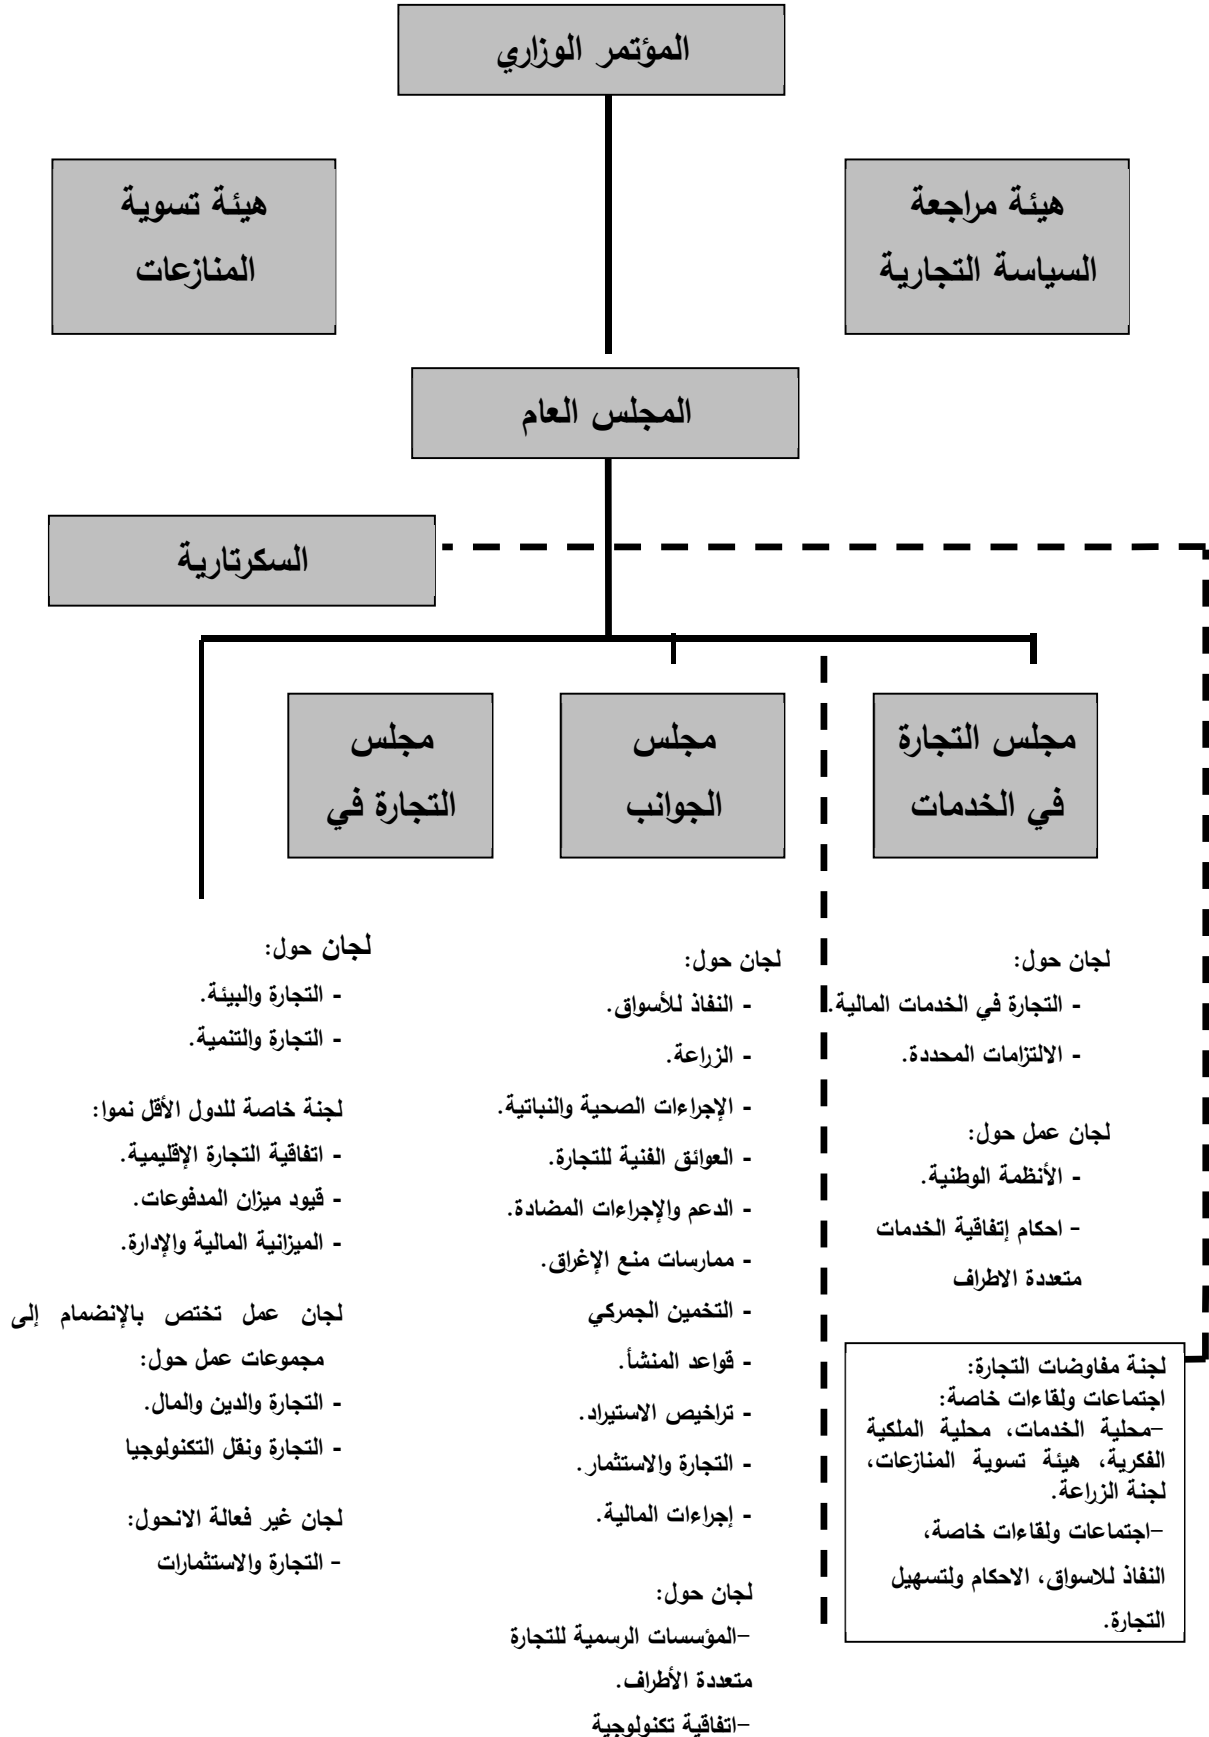 المؤتمر الوزاري
هيئة مراجعة
السياسة التجارية
هيئة تسوية
المنازعات
المجلس العام
السكرتارية
مجلس التجارة
في الخدمات
مجلس
الجوانب
مجلس
التجارة في
لجان حول:
- التجارة في الخدمات المالية.
- الالتزامات المحددة.
لجان عمل حول:
- الأنظمة الوطنية.
- احكام إتفاقية الخدمات
متعددة الاطراف
لجنة مفاوضات التجارة:
اجتماعات ولقاءات خاصة:
-محلية الخدمات، محلية الملكية
الفكرية، هيئة تسوية المنازعات،
لجنة الزراعة.
-اجتماعات ولقاءات خاصة،
النفاذ للاسواق، الاحكام ولتسهيل
التجارة.
لجان حول:
- النفاذ للأسواق.
- الزراعة.
- الإجراءات الصحية والنباتية.
- العوائق الفنية للتجارة.
- الدعم والإجراءات المضادة.
- ممارسات منع الإغراق.
- التخمين الجمركي
- قواعد المنشأ.
- تراخيص الاستيراد.
- التجارة والاستثمار.
- إجراءات المالية.
لجان حول:
-المؤسسات الرسمية للتجارة
متعددة الأطراف.
-اتفاقية تكنولوجية
لجان حول:
- التجارة والبيئة.
- التجارة والتنمية.
لجنة خاصة للدول الأقل نموا:
- اتفاقية التجارة الإقليمية.
- قيود ميزان المدفوعات.
- الميزانية المالية والإدارة.
لجان عمل تختص بالإنضمام إلى
مجموعات عمل حول:
- التجارة والدين والمال.
- التجارة ونقل التكنولوجيا
لجان غير فعالة الانحول:
- التجارة والاستثمارات